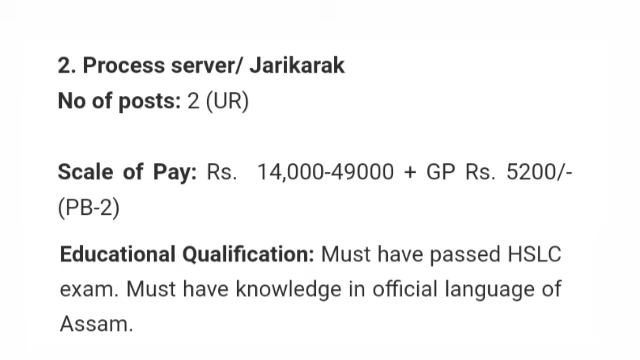 2. Process server/ Jarikarak
No of posts: 2 (UR)
Scale of Pay: Rs. 14,000-49000 + GP Rs. 5200/-
(PB-2)
Educational Qualification: Must have passed HSLC
exam. Must have knowledge in official language of
Assam.